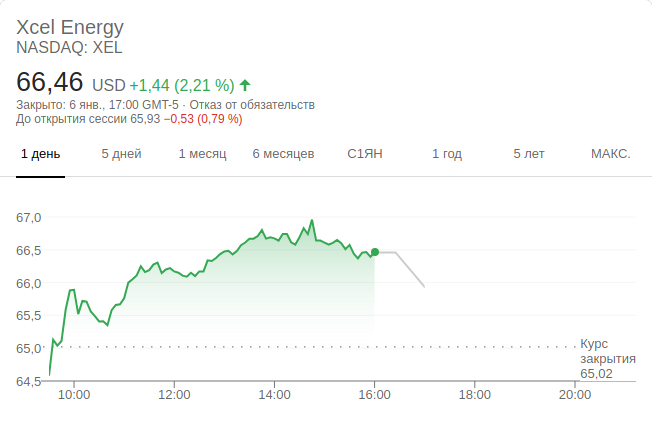 Xcel Energy
NASDAQ: XEL
66,46 USD +1,44 (2,21 %)
Закрыто: 6 янв., 17:00 GMT-5 · Отказ от обязательств
До открытия сессии 65,93 −0,53 (0,79 %)
1 день 5 дней 1 месяц 6 месяцев С1ЯН 1 год 5 лет МАКС.
67,0
66,5
66,0
65,5
65,0
64,5
Курс
закрытия
65,02
10:00 12:00 14:00 16:00 18:00 20:00